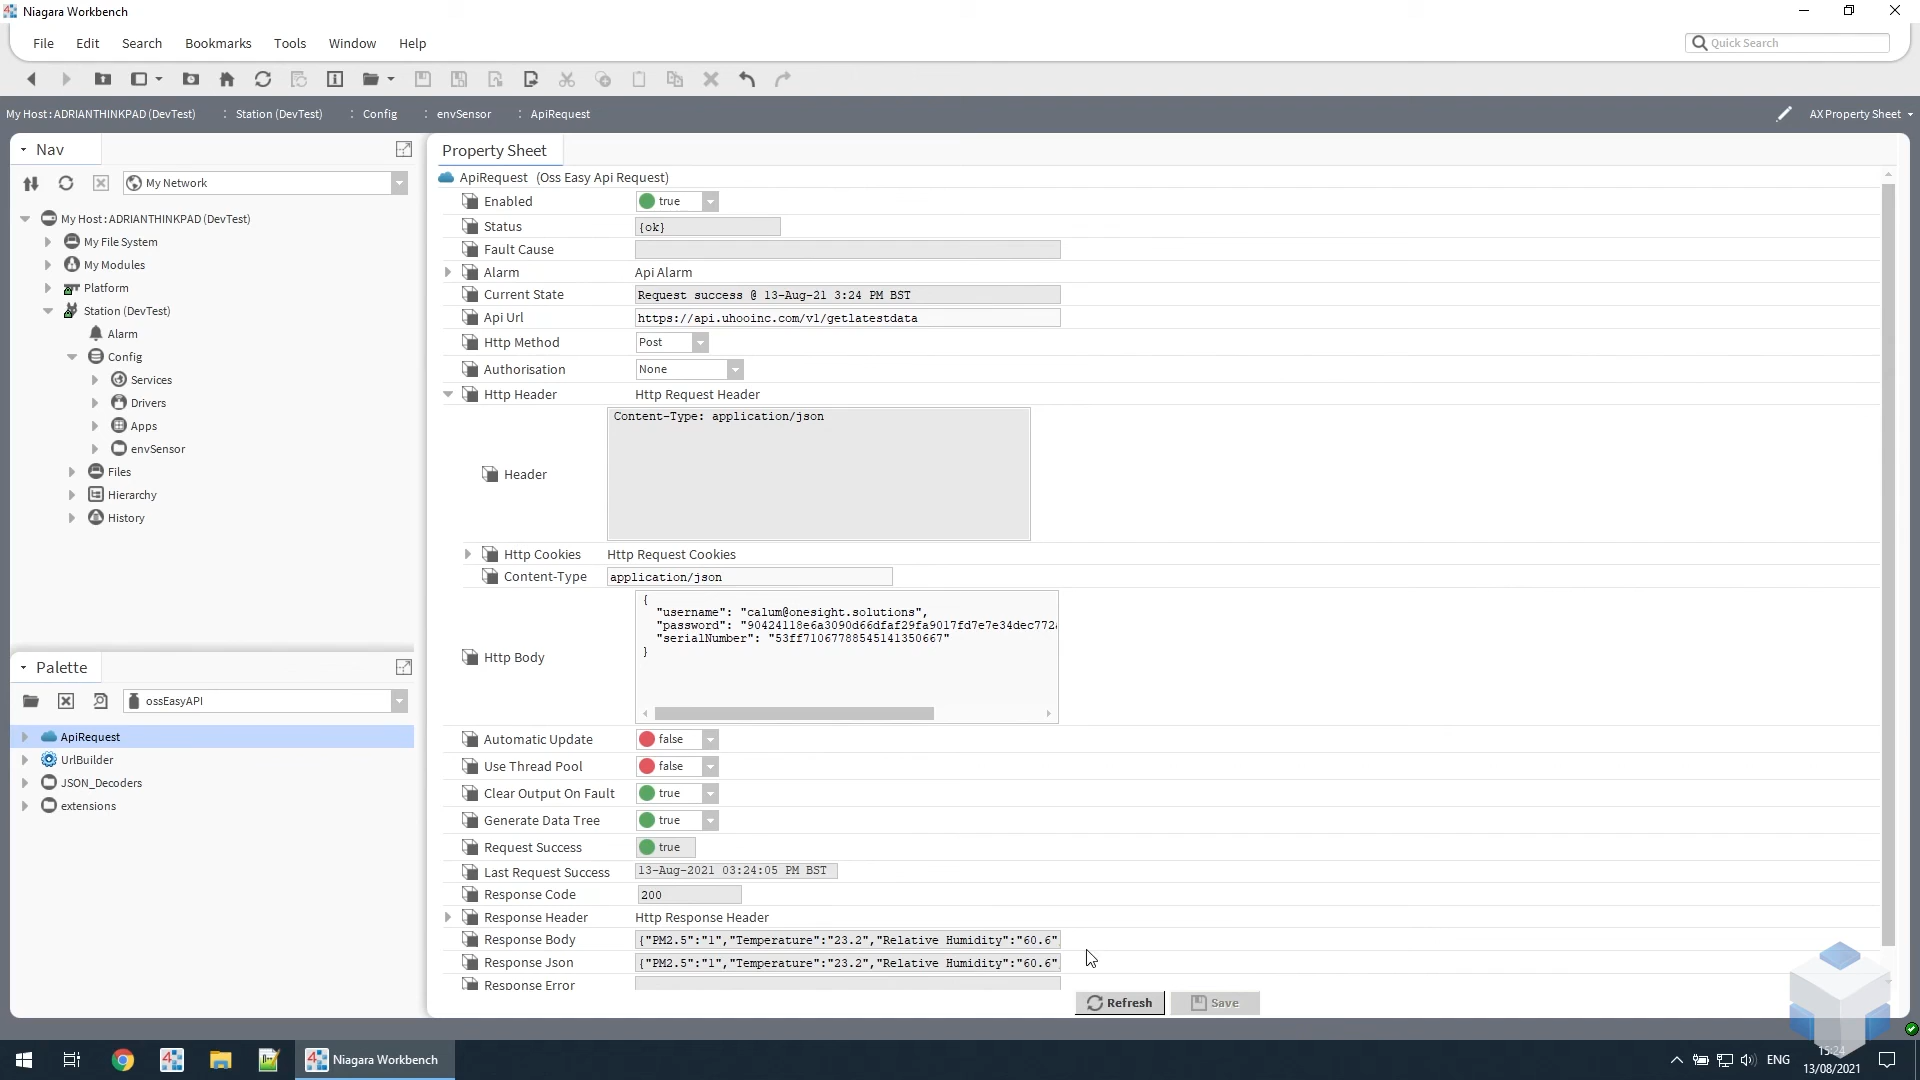 Niagara Workbench
File Edit Search Bookmarks Tools Window Help
Quick Search
My Host : ADRIANTHINKPAD (DevTest) : Station (DevTest) : Config : envSensor : ApiRequest
AX Property Sheet
Nav
My Network
My Host : ADRIANTHINKPAD (DevTest)
My File System
My Modules
Platform
Station (DevTest)
Alarm
Config
Services
Drivers
Apps
envSensor
Files
Hierarchy
History
Palette
ossEasyAPI
ApiRequest
UrlBuilder
JSON_Decoders
extensions
Property Sheet
ApiRequest (Oss Easy Api Request)
Enabled true
Status {ok}
Fault Cause
Alarm Api Alarm
Current State Request success @ 13-Aug-21 3:24 PM BST
Api Url https://api.uhooinc.com/v1/getlatestdata
Http Method Post
Authorisation None
Http Header Http Request Header
Content-Type: application/json
Header
Http Cookies Http Request Cookies
Content-Type application/json
{
"username": "calum@onesight.solutions",
"password": "90424118e6a3090d66dfaf29fa9017fd7e7e34dec772
"serialNumber": "53ff71067788545141350667"
}
Http Body
Automatic Update false
Use Thread Pool false
Clear Output On Fault true
Generate Data Tree true
Request Success true
Last Request Success 13-Aug-2021 03:24:05 PM BST
Response Code 200
Response Header Http Response Header
Response Body {"PM2.5":"1","Temperature":"23.2","Relative Humidity":"60.6"
Response Json {"PM2.5":"1","Temperature":"23.2","Relative Humidity":"60.6"
Response Error
Refresh Save
Niagara Workbench
ENG
15:24
13/08/2021